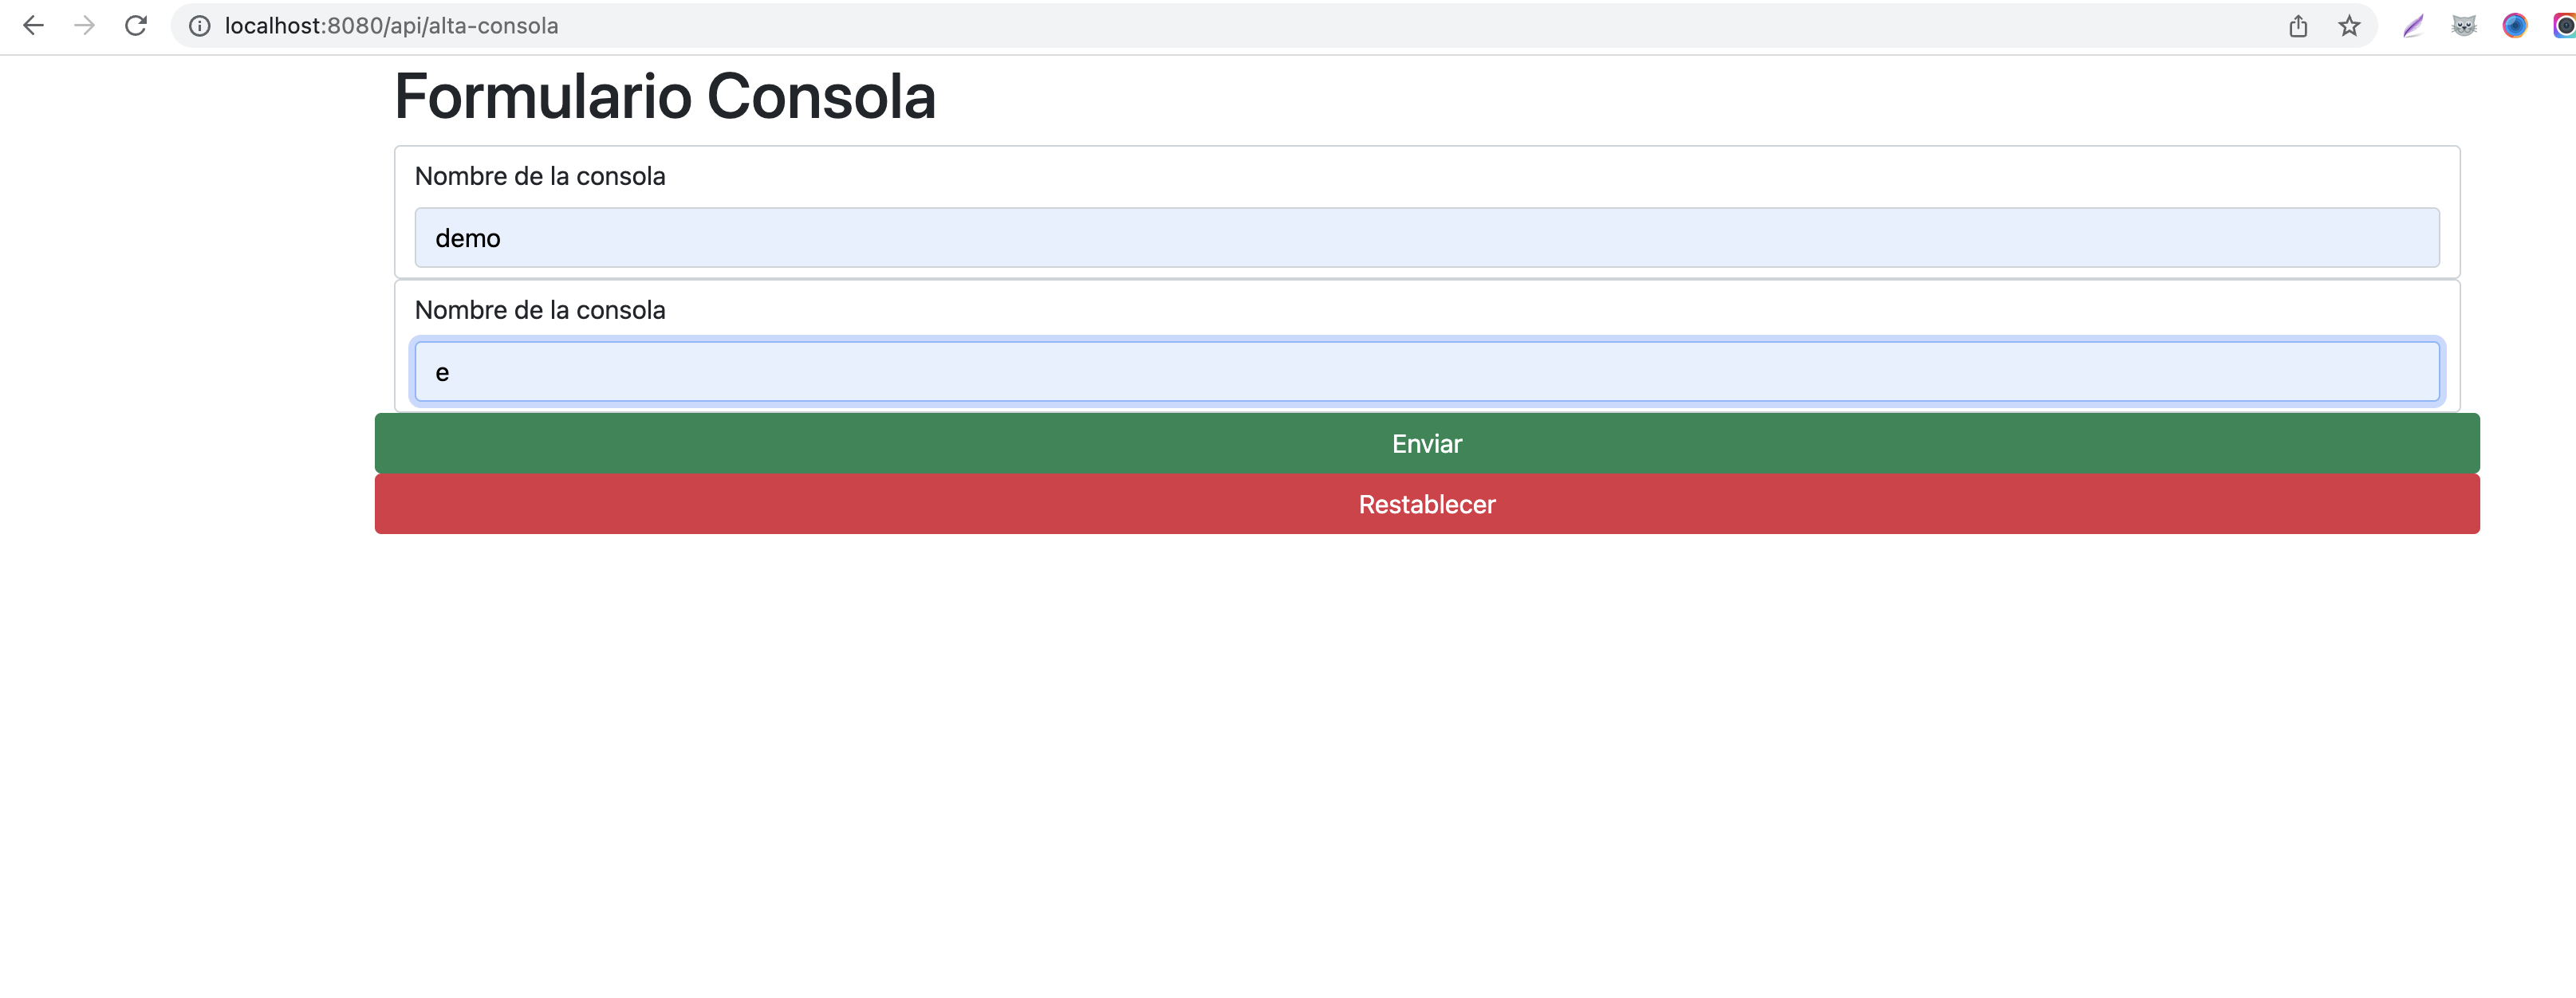 localhost:8080/api/alta-consola
Formulario Consola
Nombre de la consola
demo
Nombre de la consola
e
Enviar
Restablecer